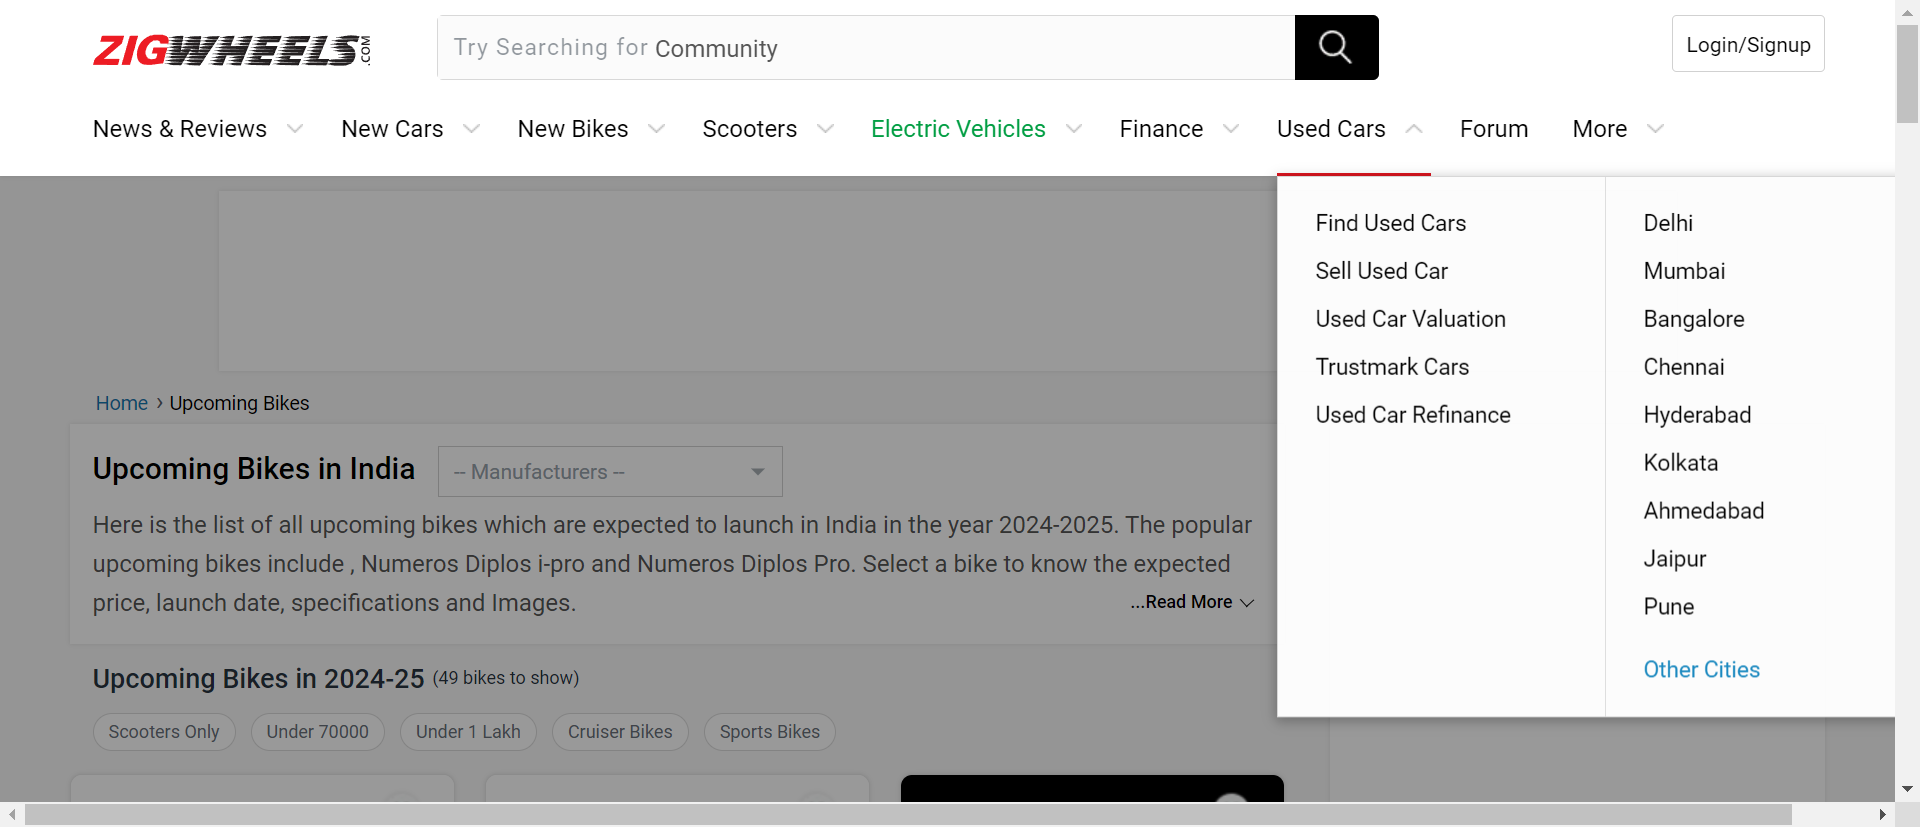 ZIGWHEELS.COM
Try Searching for Community
Login/Signup
News & Reviews
New Cars
New Bikes
Scooters
Electric Vehicles
Finance
Used Cars
Forum
More
Find Used Cars
Sell Used Car
Used Car Valuation
Trustmark Cars
Used Car Refinance
Delhi
Mumbai
Bangalore
Chennai
Hyderabad
Kolkata
Ahmedabad
Jaipur
Pune
Other Cities
Home › Upcoming Bikes
Upcoming Bikes in India
-- Manufacturers --
Here is the list of all upcoming bikes which are expected to launch in India in the year 2024-2025. The popular
upcoming bikes include , Numeros Diplos i-pro and Numeros Diplos Pro. Select a bike to know the expected
price, launch date, specifications and Images.
...Read More
Upcoming Bikes in 2024-25 (49 bikes to show)
Scooters Only
Under 70000
Under 1 Lakh
Cruiser Bikes
Sports Bikes